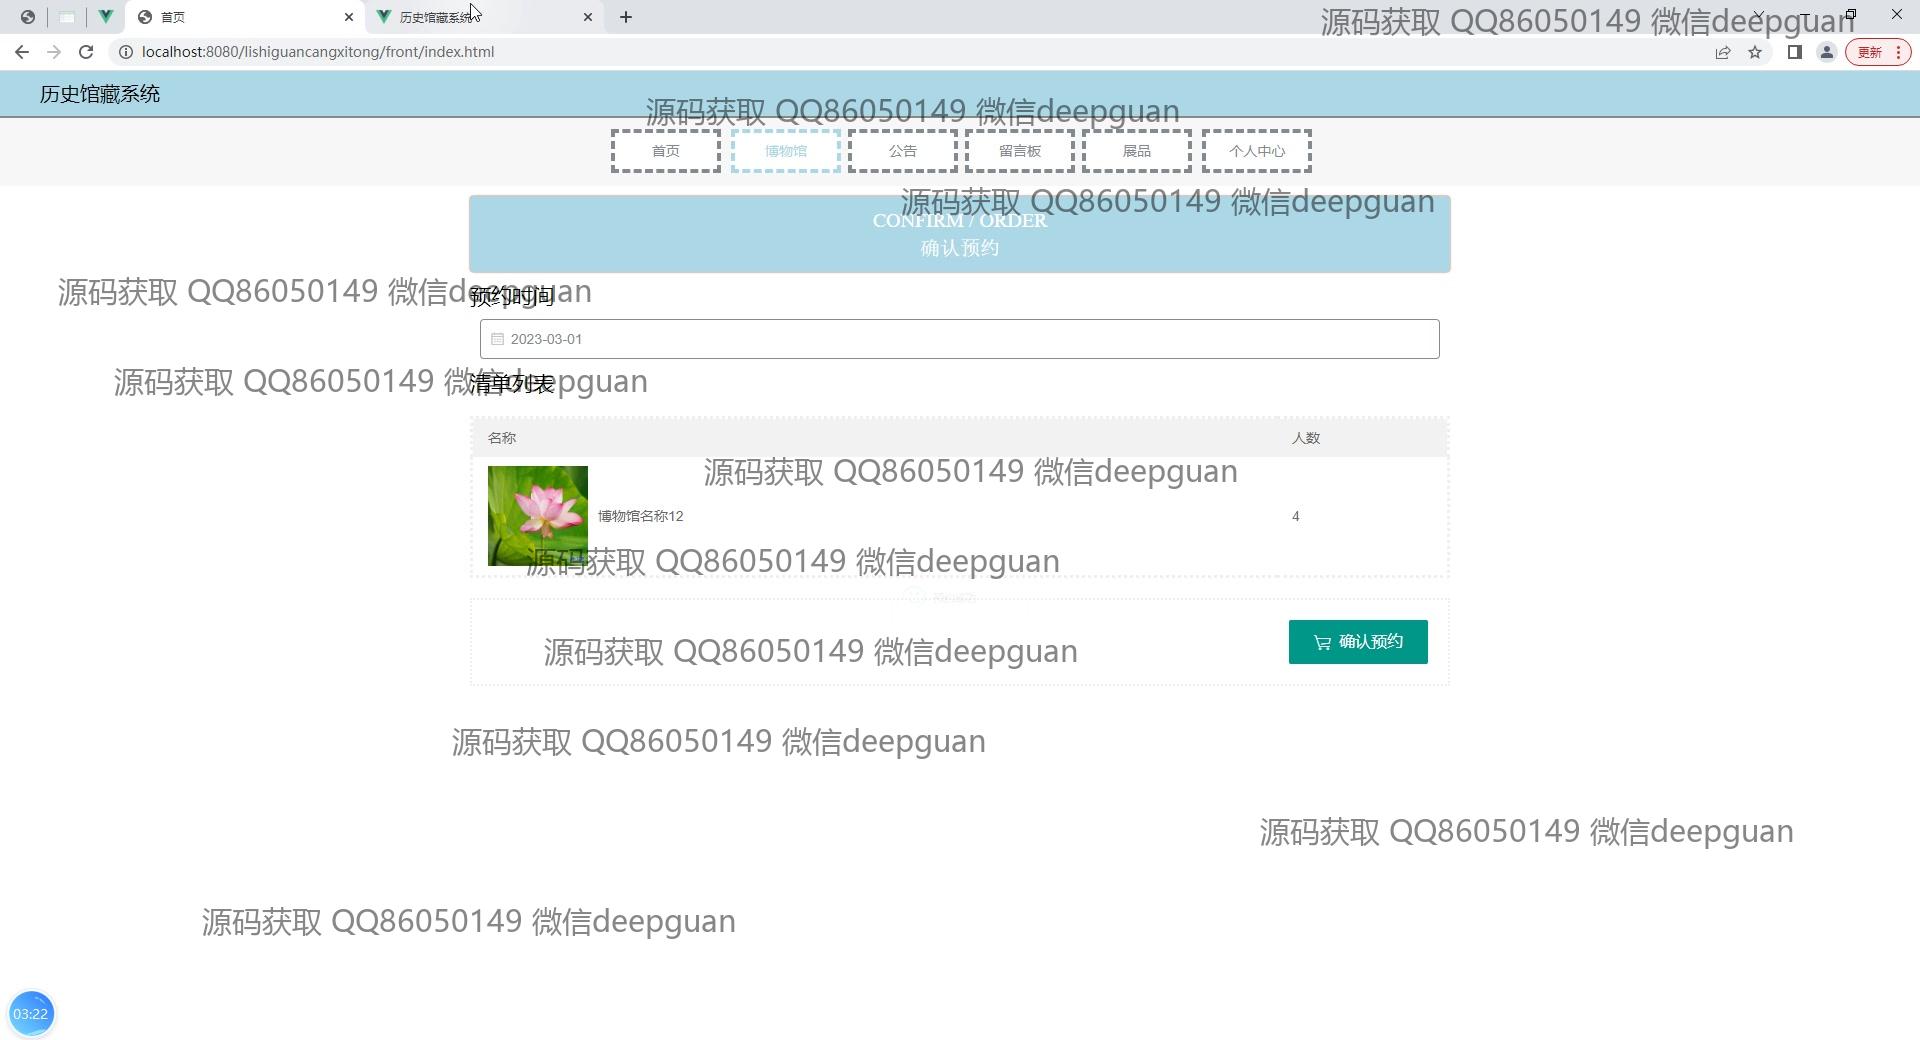 首页
历史馆藏系统
源码获取 QQ86050149 微信deepguan
localhost:8080/lishiguancangxitong/front/index.html
更新
历史馆藏系统
源码获取 QQ86050149 微信deepguan
首页
博物馆
公告
留言板
展品
个人中心
源码获取 QQ86050149 微信deepguan
CONFIRM / ORDER
确认预约
源码获取 QQ86050149 微信deepguan
预约时间
2023-03-01
源码获取 QQ86050149 微信deepguan
清单列表
名称
人数
源码获取 QQ86050149 微信deepguan
博物馆名称12
4
源码获取 QQ86050149 微信deepguan
源码获取 QQ86050149 微信deepguan
确认预约
源码获取 QQ86050149 微信deepguan
源码获取 QQ86050149 微信deepguan
源码获取 QQ86050149 微信deepguan
03:22